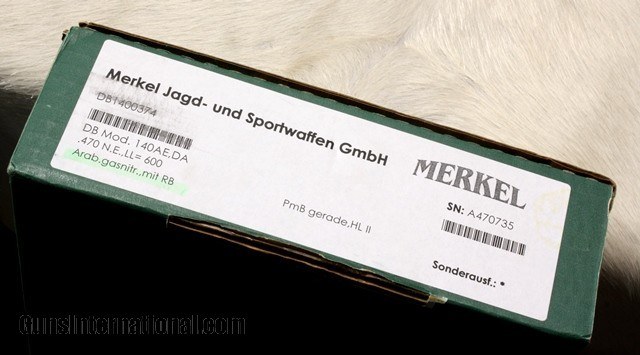 Merkel Jagd- und Sportwaffen GmbH
DB1400374
DB Mod. 140AE,DA
.470 N.E.,LL= 600
Arab.gasnitr.,mit RB
PmB gerade,HL II
MERKEL
SN: A470735
Sonderausf.: *
GunsInternational.com